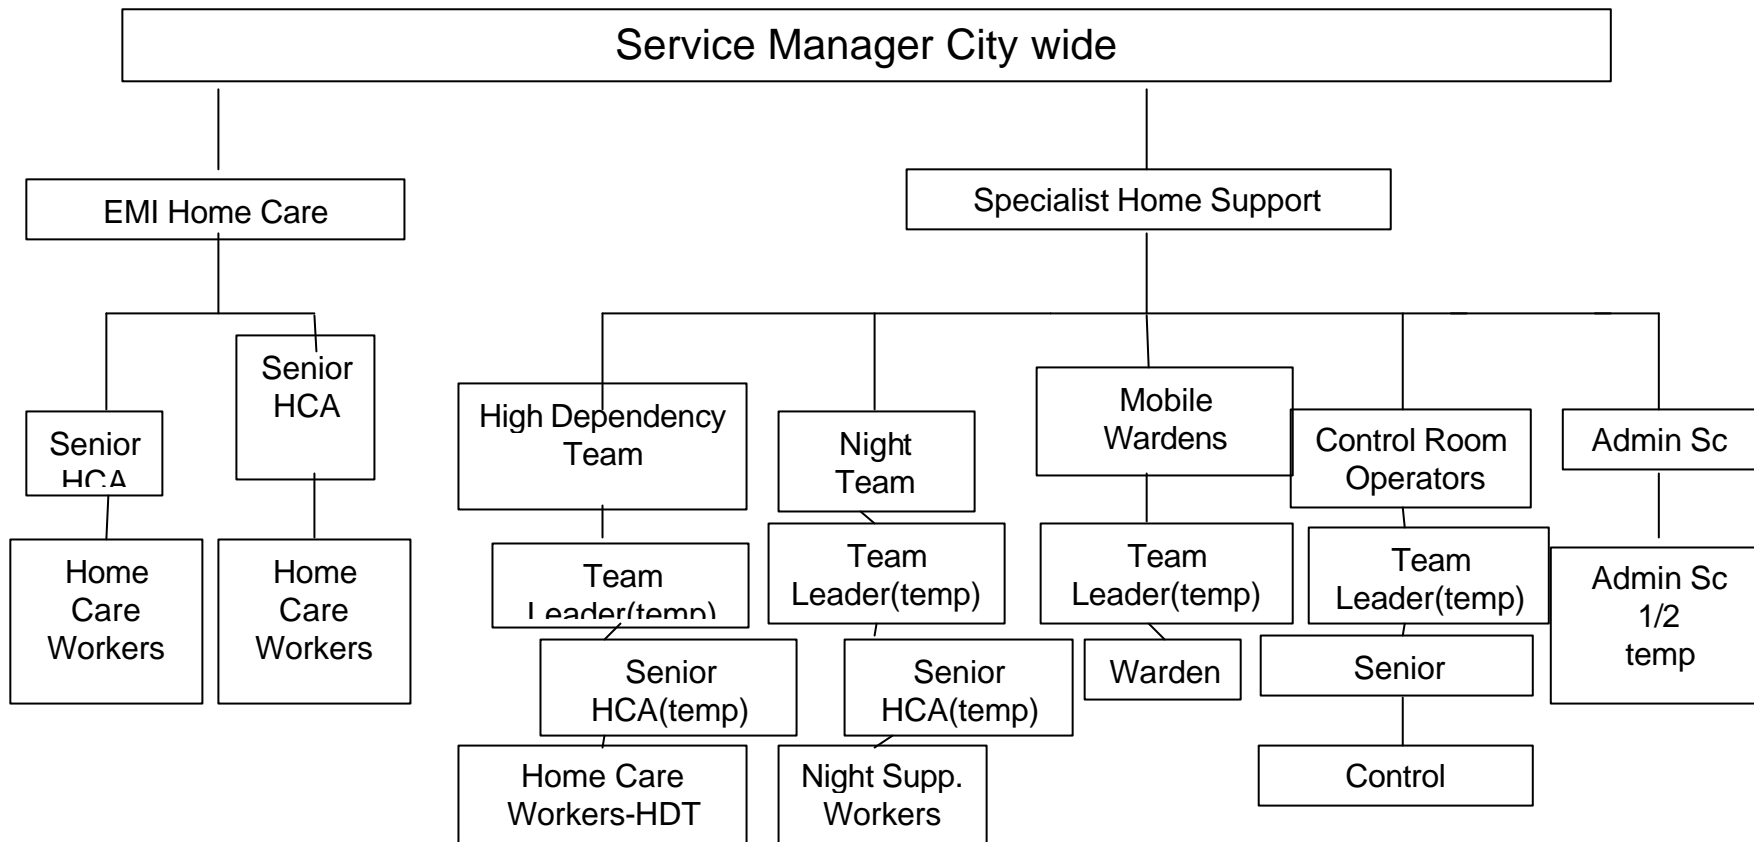 Service Manager City wide
EMI Home Care
Specialist Home Support
Senior
HCA
Senior
HCA
High Dependency
Team
Night
Team
Mobile
Wardens
Control Room
Operators
Admin Sc
Home
Care
Workers
Home
Care
Workers
Team
Leader(temp)
Team
Leader(temp)
Team
Leader(temp)
Team
Leader(temp)
Admin Sc
1/2
temp
Senior
HCA(temp)
Senior
HCA(temp)
Warden
Senior
Home Care
Workers-HDT
Night Supp.
Workers
Control